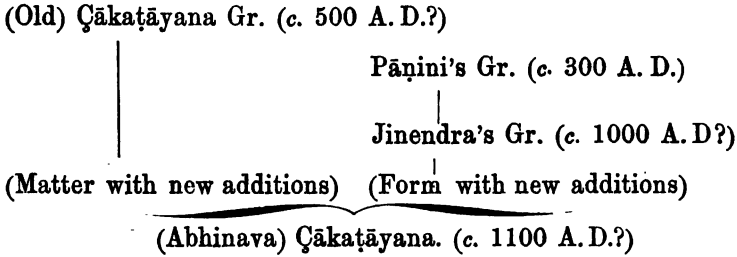 (Old) Çākaṭāyana Gr. (c. 500 A. D.?)
Pāṇini's Gr. (c. 300 A. D.)
Jinendra's Gr. (c. 1000 A. D?)
(Matter with new additions) (Form with new additions)
(Abhinava) Çākaṭāyana. (c. 1100 A. D.?)